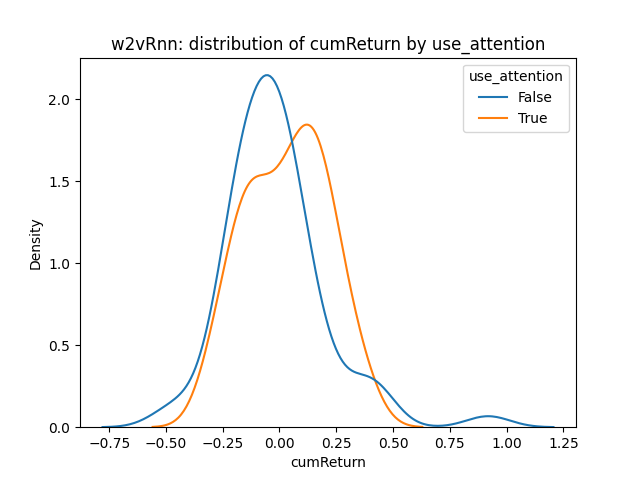 w2vRnn: distribution of cumReturn by use_attention
use_attention
False
True
Density
2.0
1.5
1.0
0.5
0.0
−0.75 −0.50 −0.25 0.00 0.25 0.50 0.75 1.00 1.25
cumReturn